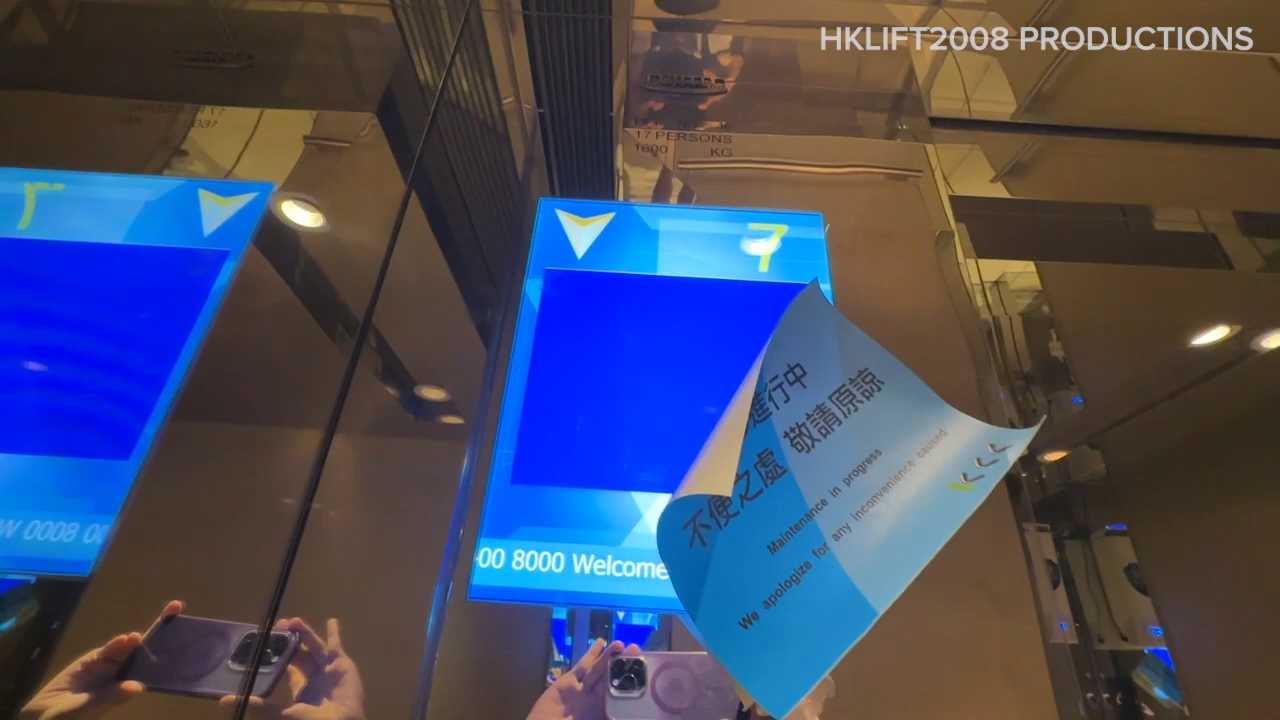 HKLIFT2008 PRODUCTIONS
17 PERSONS
1600 KG
7
00 8000 Welcome
進行中
不便之處 敬請原諒
Maintenance in progress
We apologize for any inconvenience caused